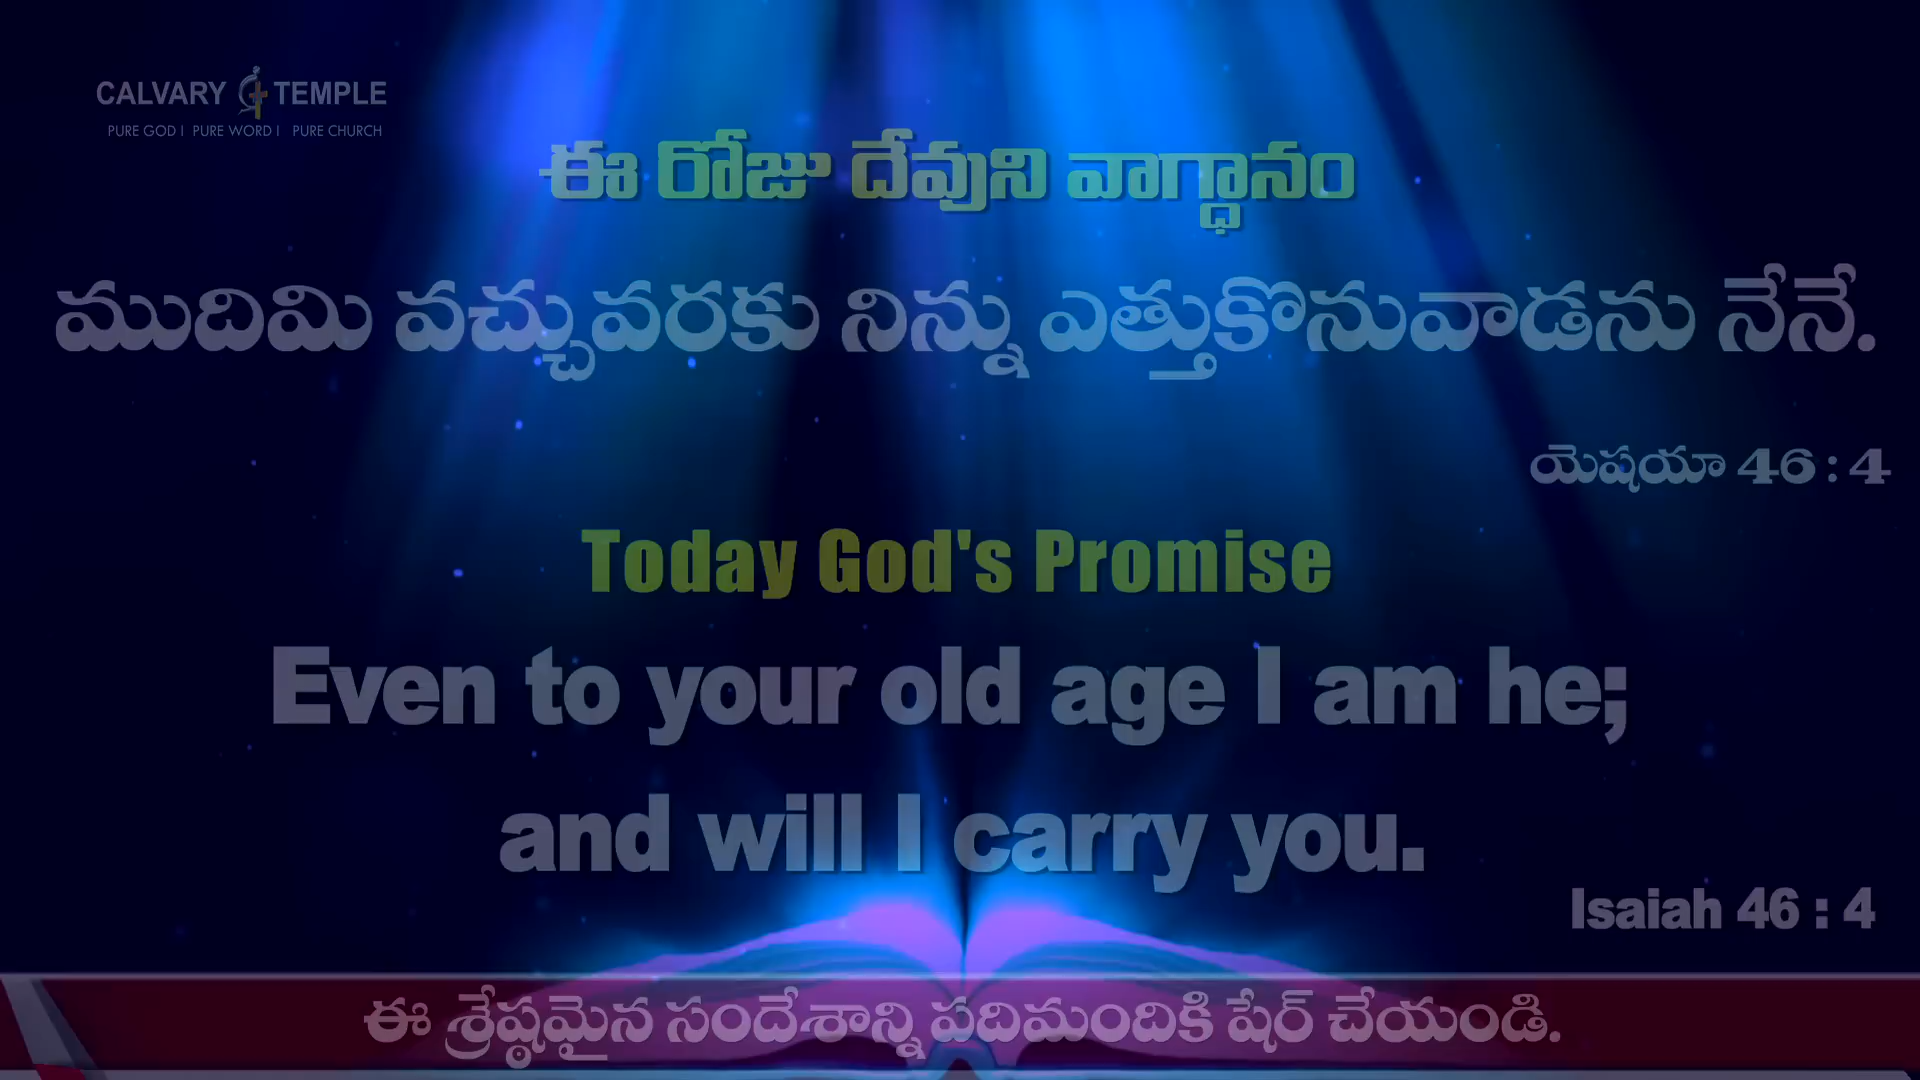 CALVARY TEMPLE
PURE GOD I PURE WORD I PURE CHURCH
ఈ రోజు దేవుని వాగ్ధానం
ముదిమి వచ్చువరకు నిన్ను ఎత్తుకొనువాడను నేనే.
యెషయా 46 : 4
Today God's Promise
Even to your old age I am he;
and will I carry you.
Isaiah 46 : 4
ఈ శ్రేష్ఠమైన సందేశాన్ని పదిమందికి షేర్ చేయండి.